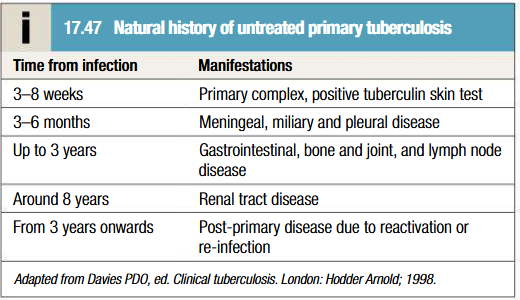 i
17.47 Natural history of untreated primary tuberculosis
Time from infection Manifestations
3–8 weeks Primary complex, positive tuberculin skin test
3–6 months Meningeal, miliary and pleural disease
Up to 3 years Gastrointestinal, bone and joint, and lymph node
disease
Around 8 years Renal tract disease
From 3 years onwards Post-primary disease due to reactivation or
re-infection
Adapted from Davies PDO, ed. Clinical tuberculosis. London: Hodder Arnold; 1998.